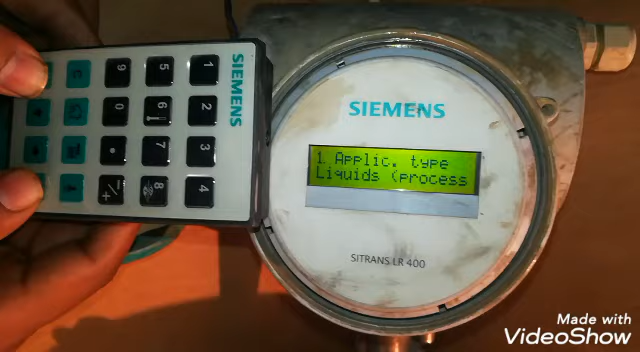 SIEMENS
1
2
3
4
5
6
7
8
9
0
•
+/-
C
SIEMENS
1.Applic. type
Liquids (process
SITRANS LR 400
Made with
VideoShow